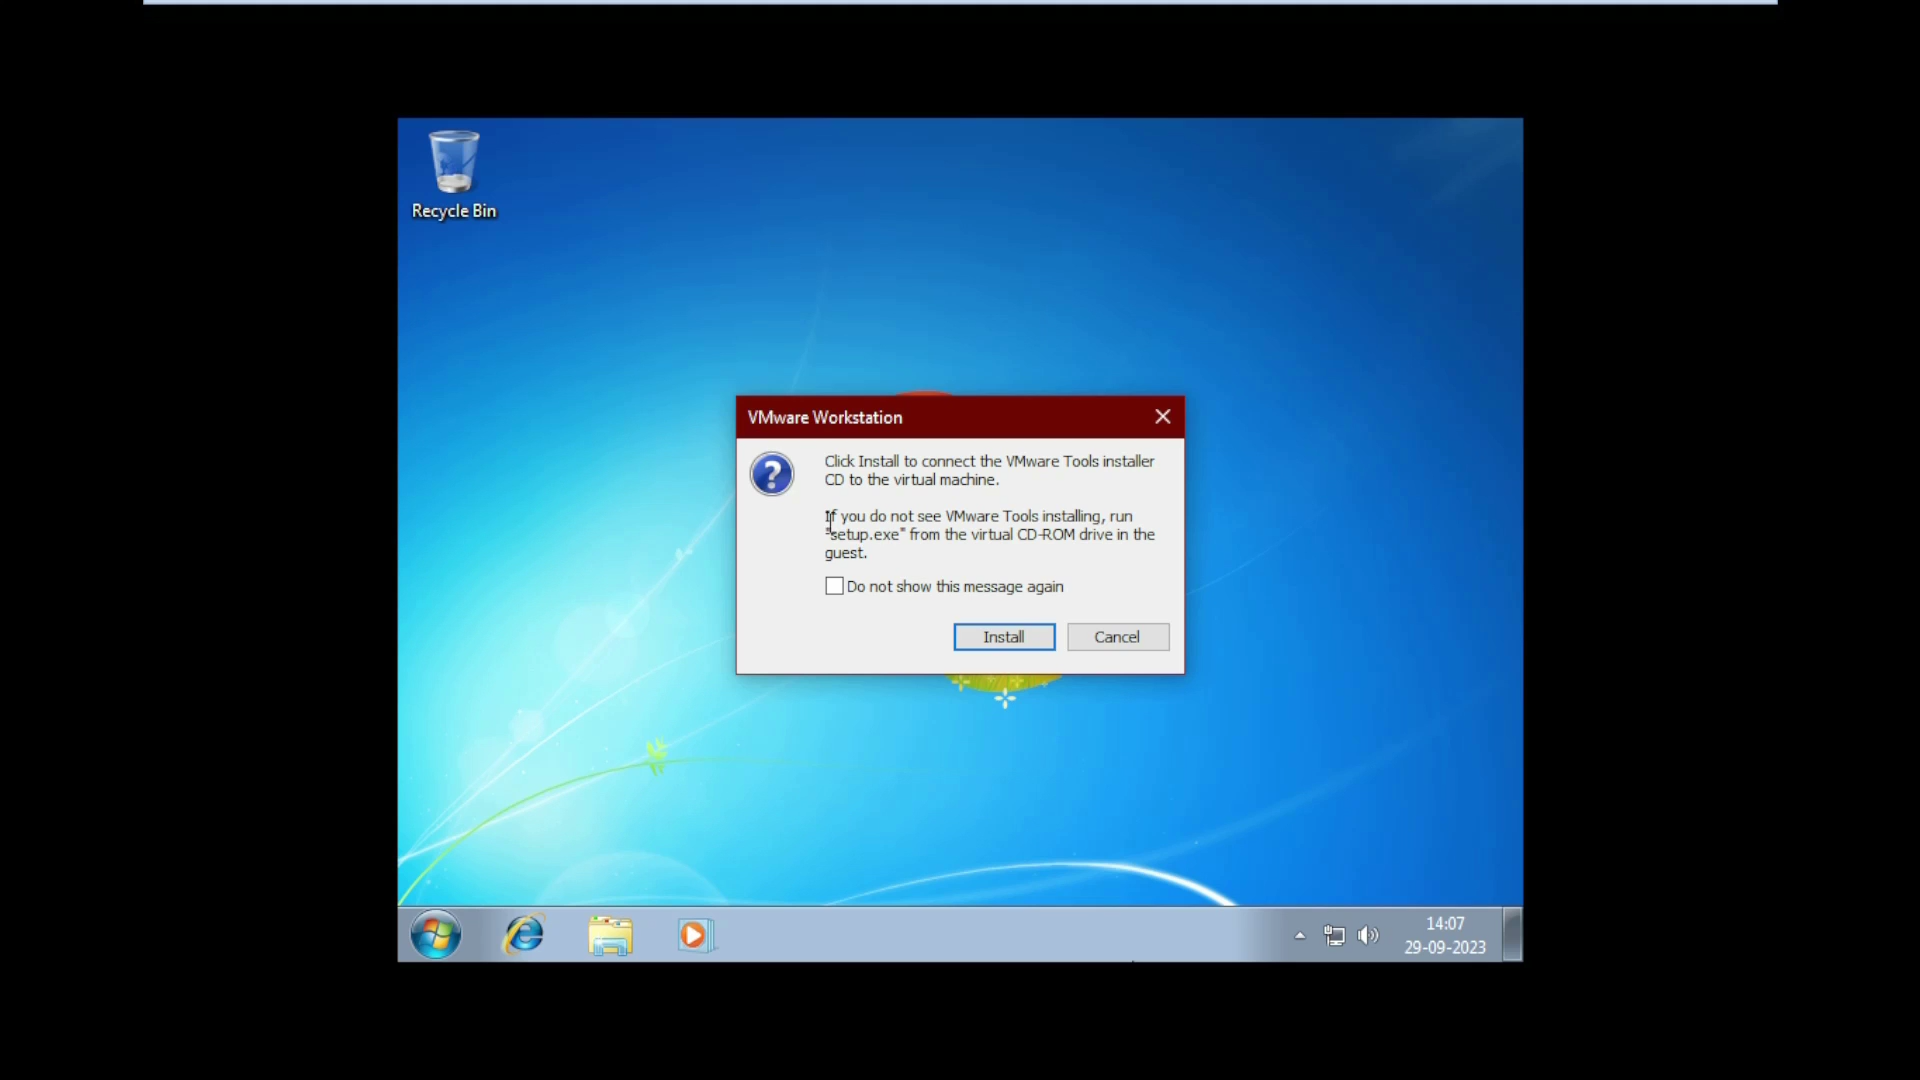 Recycle Bin
VMware Workstation
Click Install to connect the VMware Tools installer
CD to the virtual machine.
If you do not see VMware Tools installing, run
"setup.exe" from the virtual CD-ROM drive in the
guest.
Do not show this message again
Install
Cancel
14:07
29-09-2023